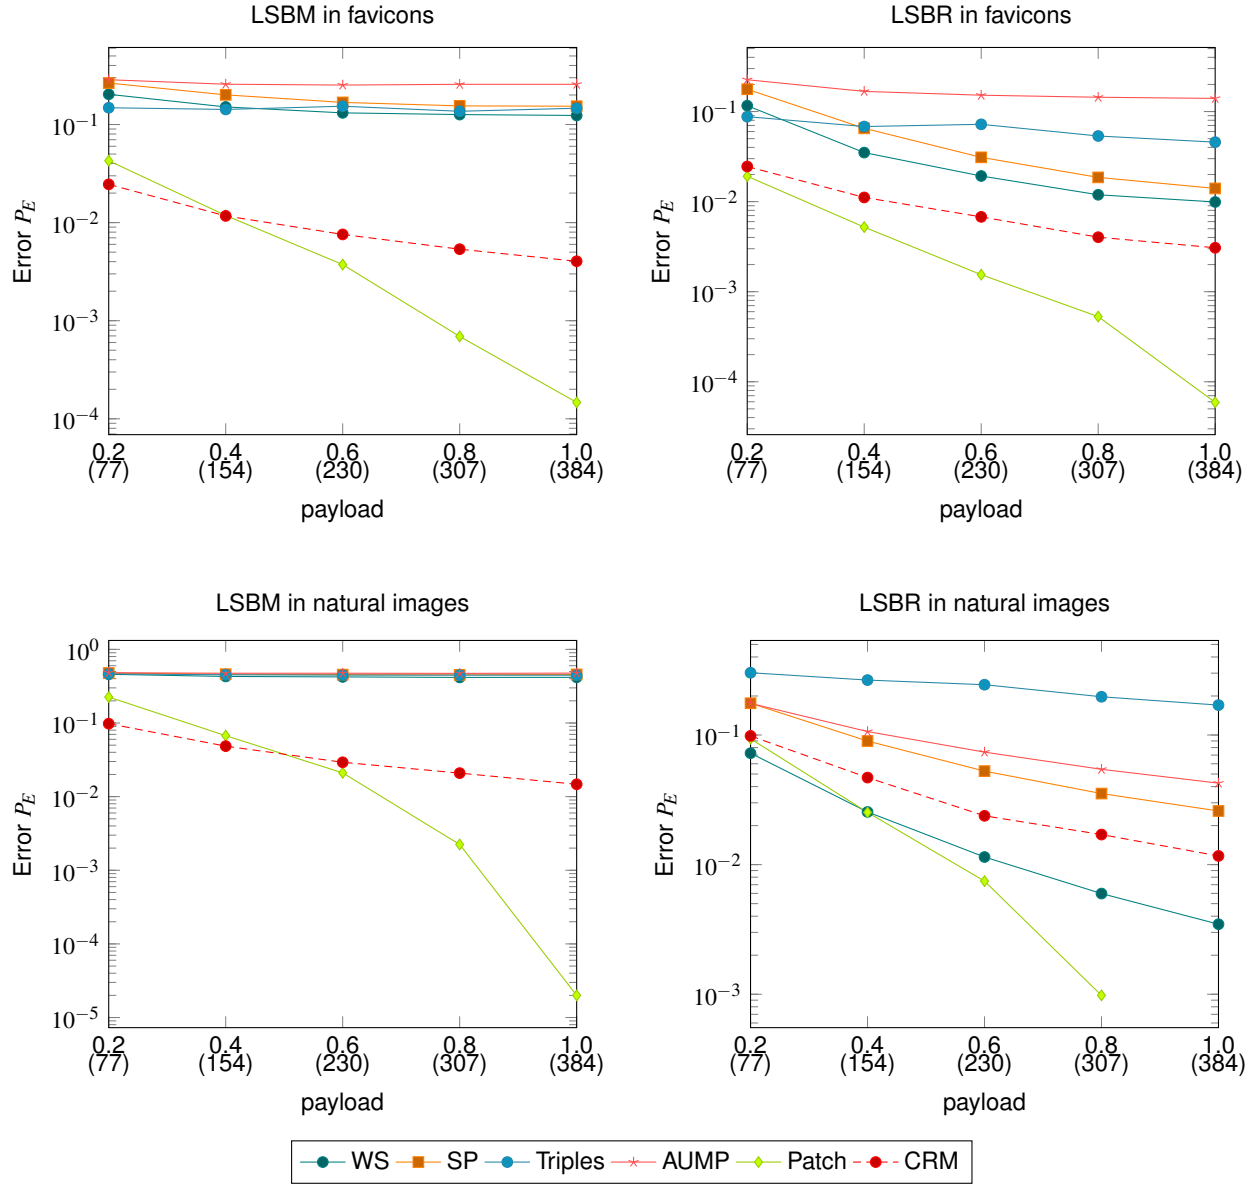 LSBM in favicons
Error P_E
10^−1
10^−2
10^−3
10^−4
0.2 0.4 0.6 0.8 1.0
(77) (154) (230) (307) (384)
payload
LSBR in favicons
Error P_E
10^−1
10^−2
10^−3
10^−4
0.2 0.4 0.6 0.8 1.0
(77) (154) (230) (307) (384)
payload
LSBM in natural images
Error P_E
10^0
10^−1
10^−2
10^−3
10^−4
10^−5
0.2 0.4 0.6 0.8 1.0
(77) (154) (230) (307) (384)
payload
LSBR in natural images
Error P_E
10^−1
10^−2
10^−3
0.2 0.4 0.6 0.8 1.0
(77) (154) (230) (307) (384)
payload
WS SP Triples AUMP Patch CRM